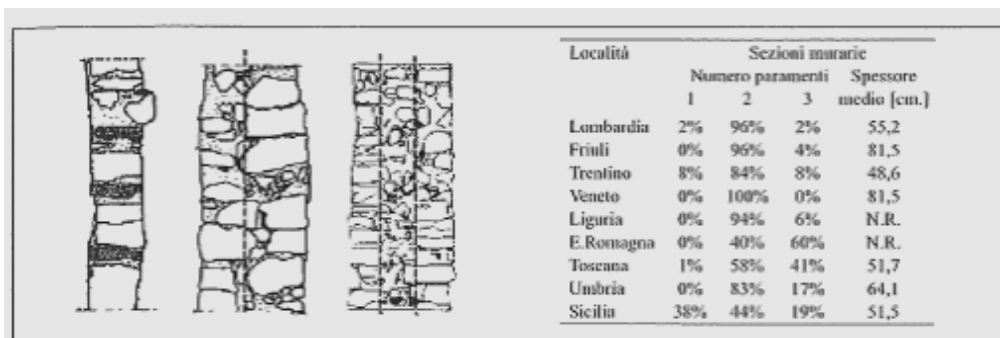 Località Sezioni murarie
Numero paramenti Spessore
1 2 3 medio [cm.]
Lombardia 2% 96% 2% 55,2
Friuli 0% 96% 4% 81,5
Trentino 8% 84% 8% 48,6
Veneto 0% 100% 0% 81,5
Liguria 0% 94% 6% N.R.
E.Romagna 0% 40% 60% N.R.
Toscana 1% 58% 41% 51,7
Umbria 0% 83% 17% 64,1
Sicilia 38% 44% 19% 51,5